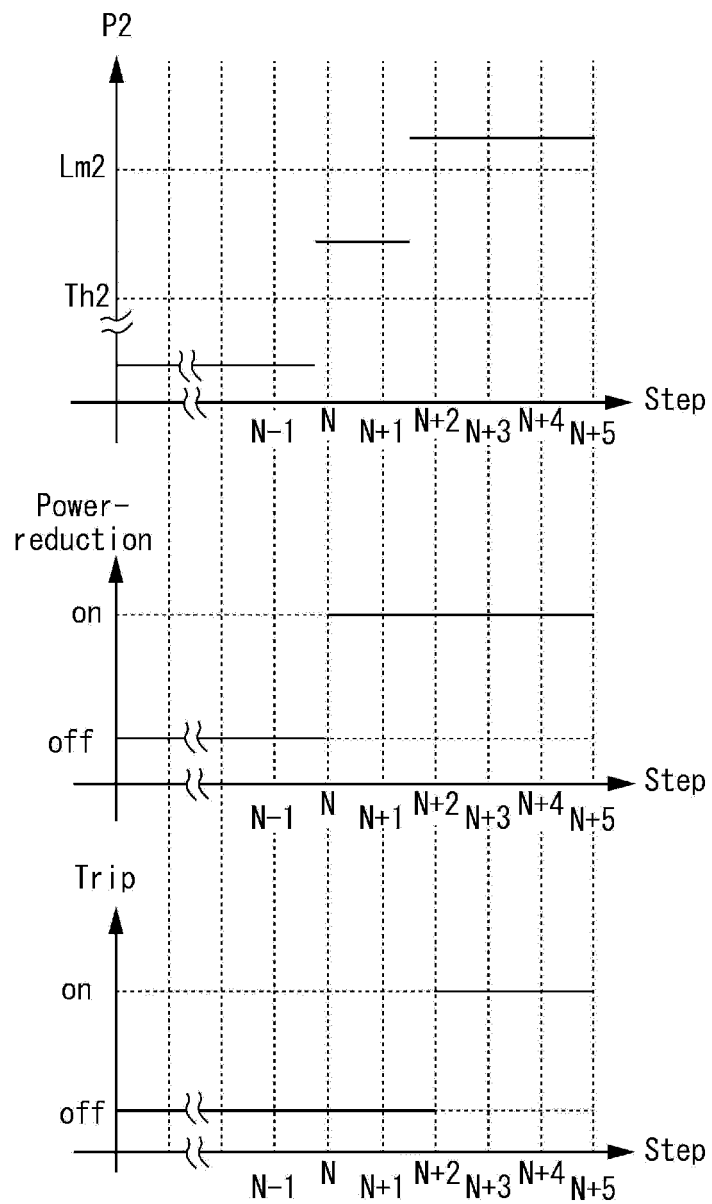 P2
Lm2
Th2
Step
N-1 N N+1 N+2 N+3 N+4 N+5
Power-
reduction
on
off
Step
N-1 N N+1 N+2 N+3 N+4 N+5
Trip
on
off
Step
N-1 N N+1 N+2 N+3 N+4 N+5